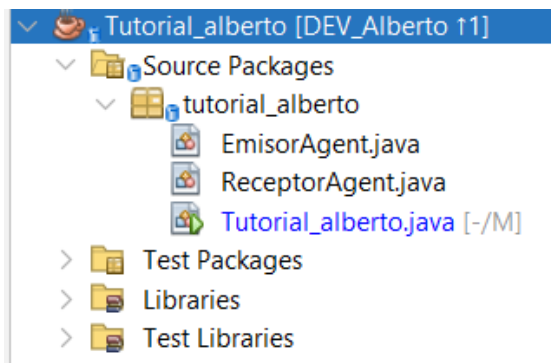 Tutorial_alberto [DEV_Alberto ↑1]
Source Packages
tutorial_alberto
EmisorAgent.java
ReceptorAgent.java
Tutorial_alberto.java [-/M]
Test Packages
Libraries
Test Libraries